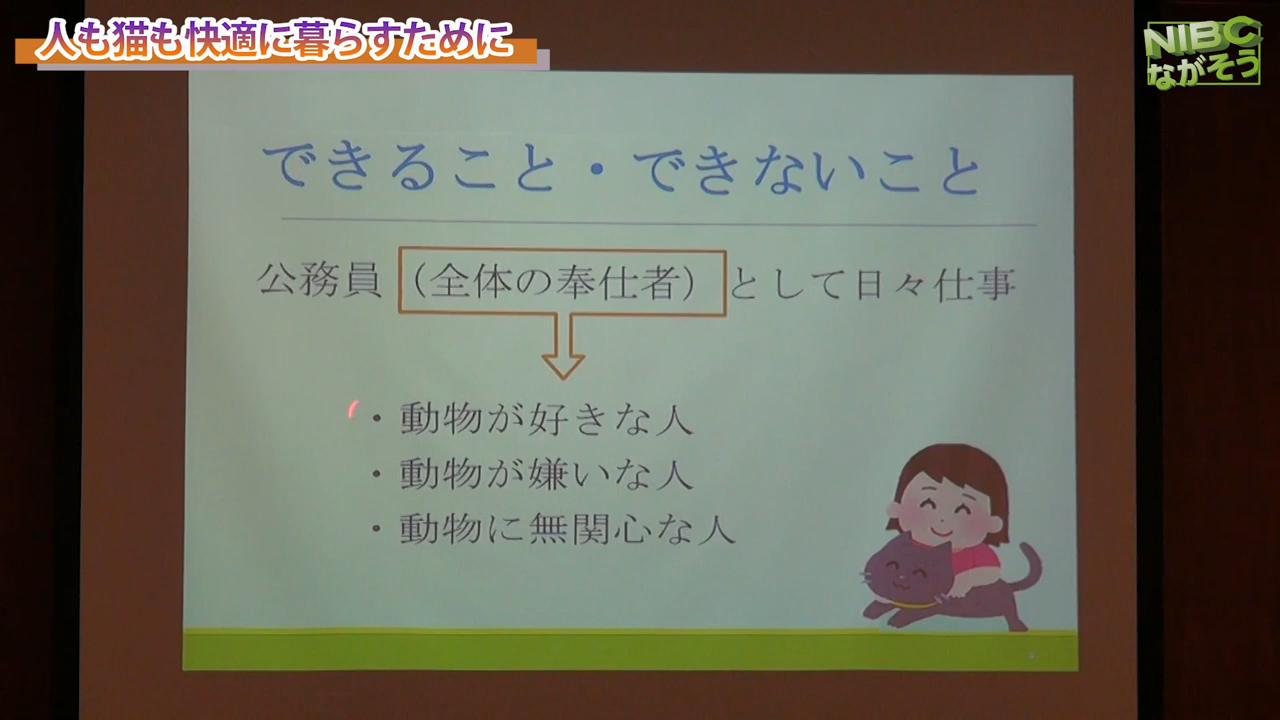 人も猫も快適に暮らすために
NIBC
ながそう
できること・できないこと
公務員（全体の奉仕者）として日々仕事
・動物が好きな人
・動物が嫌いな人
・動物に無関心な人